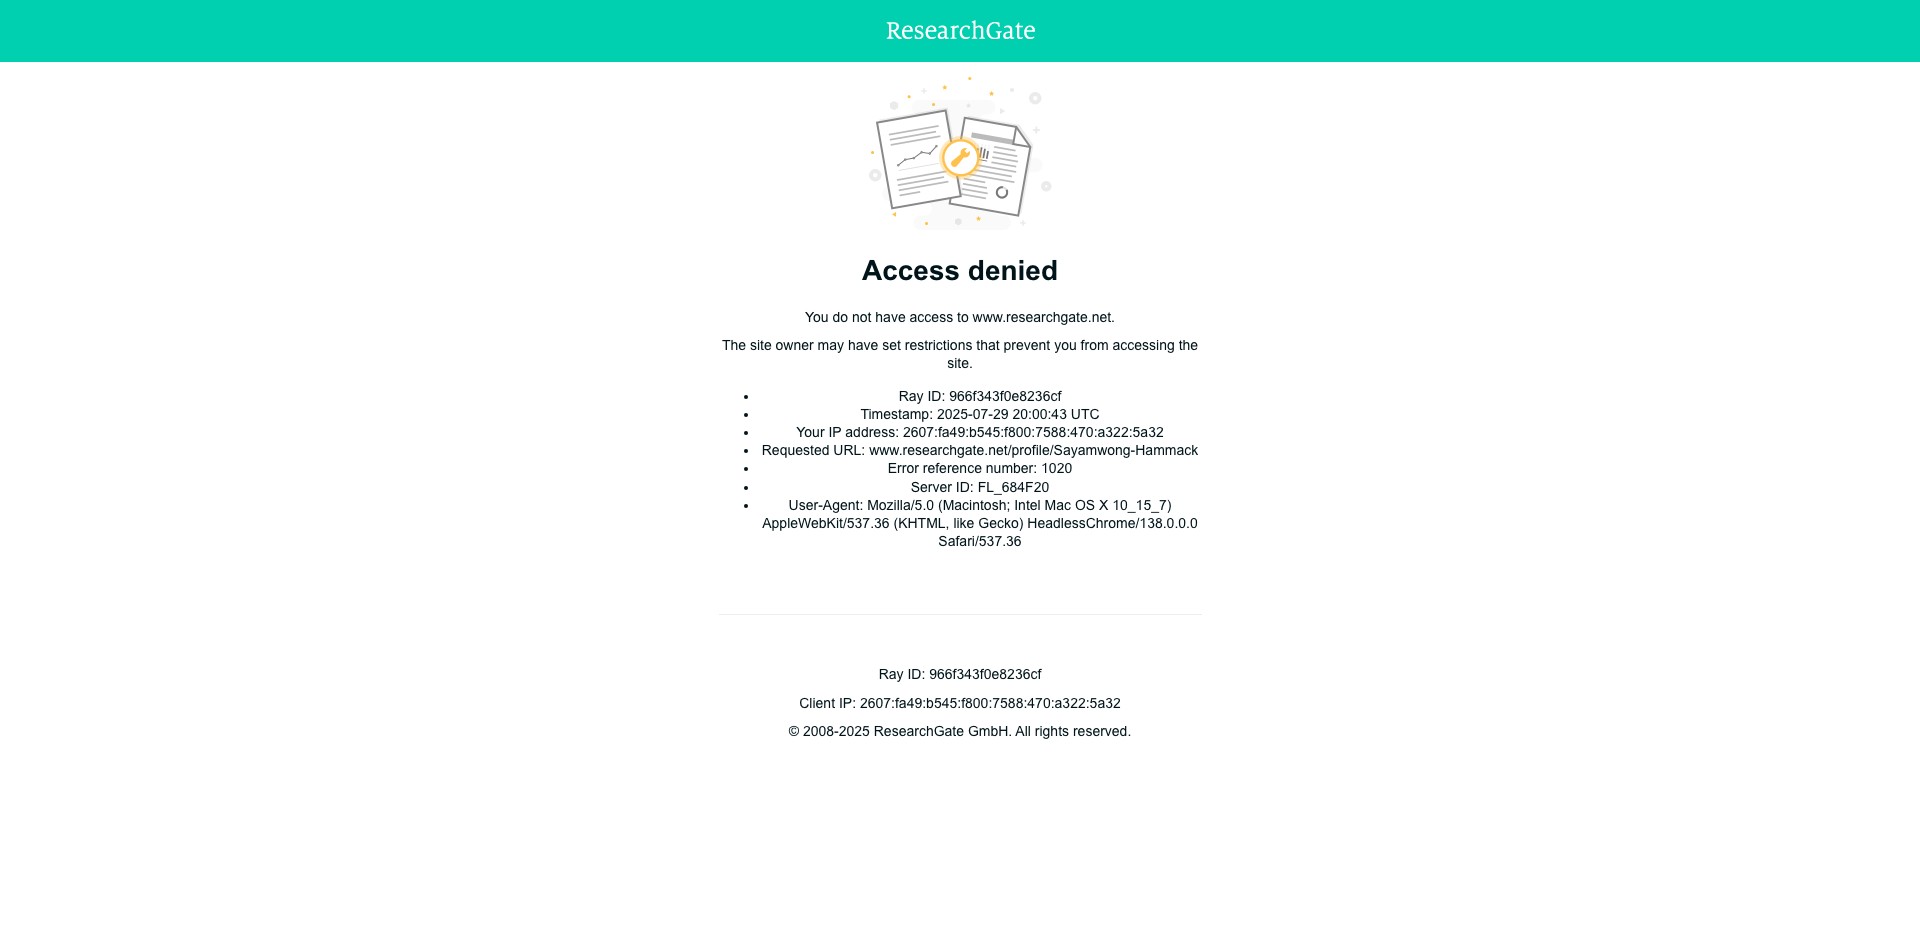 ResearchGate
Access denied
You do not have access to www.researchgate.net.
The site owner may have set restrictions that prevent you from accessing the
site.
• Ray ID: 966f343f0e8236cf
• Timestamp: 2025-07-29 20:00:43 UTC
• Your IP address: 2607:fa49:b545:f800:7588:470:a322:5a32
• Requested URL: www.researchgate.net/profile/Sayamwong-Hammack
• Error reference number: 1020
• Server ID: FL_684F20
• User-Agent: Mozilla/5.0 (Macintosh; Intel Mac OS X 10_15_7)
AppleWebKit/537.36 (KHTML, like Gecko) HeadlessChrome/138.0.0.0
Safari/537.36
Ray ID: 966f343f0e8236cf
Client IP: 2607:fa49:b545:f800:7588:470:a322:5a32
© 2008-2025 ResearchGate GmbH. All rights reserved.